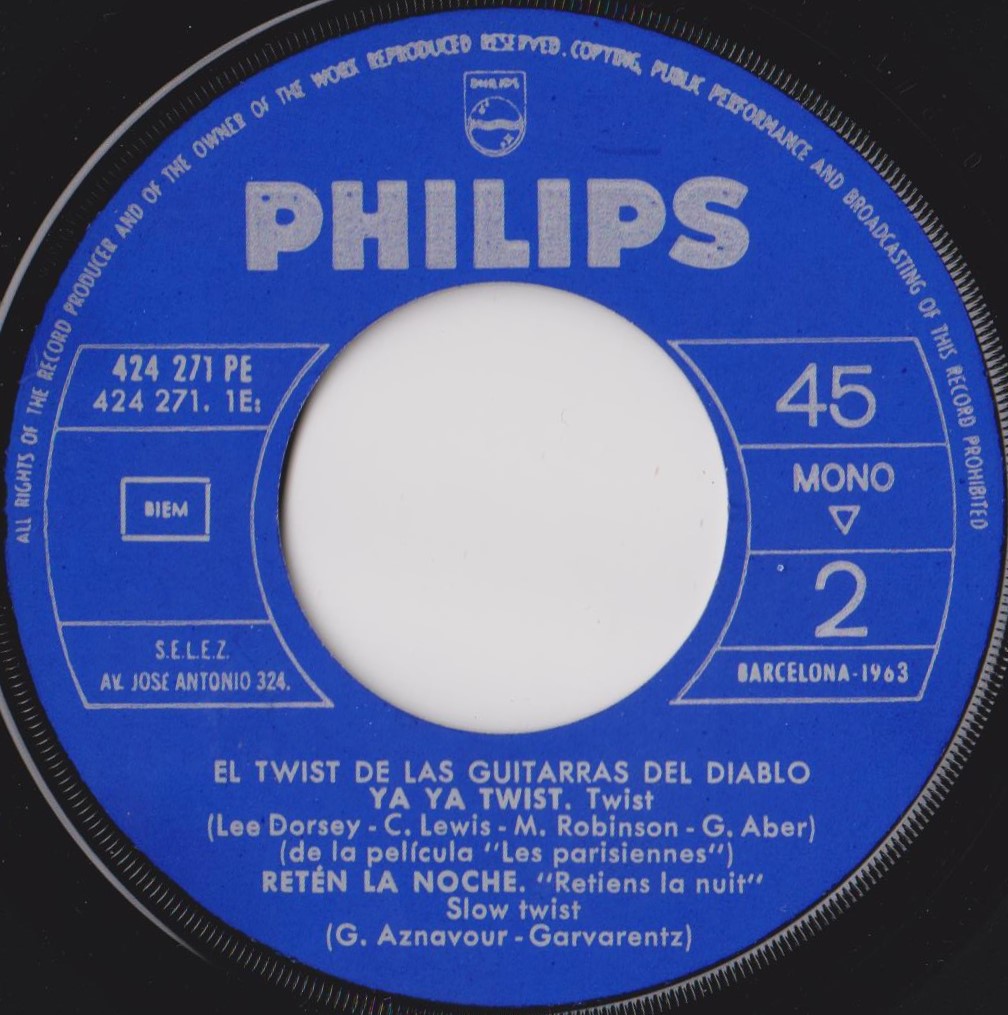 ALL RIGHTS OF THE RECORD PRODUCER AND OF THE OWNER OF THE WORK REPRODUCED RESERVED. COPYING, PUBLIC PERFORMANCE AND BROADCASTING OF THIS RECORD PROHIBITED
PHILIPS
PHILIPS
424 271 PE
424 271. 1E:
BIEM
S.E.L.E.Z.
AV. JOSE ANTONIO 324.
45
MONO
2
BARCELONA-1963
EL TWIST DE LAS GUITARRAS DEL DIABLO
YA YA TWIST. Twist
(Lee Dorsey - C. Lewis - M. Robinson - G. Aber)
(de la película "Les parisiennes")
RETÉN LA NOCHE. "Retiens la nuit"
Slow twist
(G. Aznavour - Garvarentz)